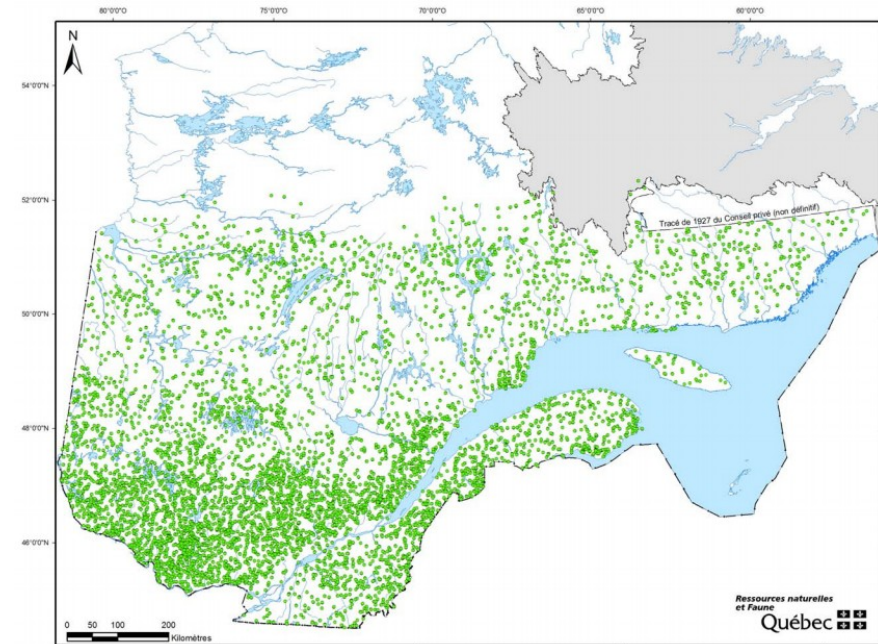 80°0'0"O 75°0'0"O 70°0'0"O 65°0'0"O 60°0'0"O
N
54°0'0"N
52°0'0"N
Tracé de 1927 du Conseil privé (non définitif)
50°0'0"N
48°0'0"N
46°0'0"N
0 50 100 200
Kilomètres
Ressources naturelles
et Faune
Québec